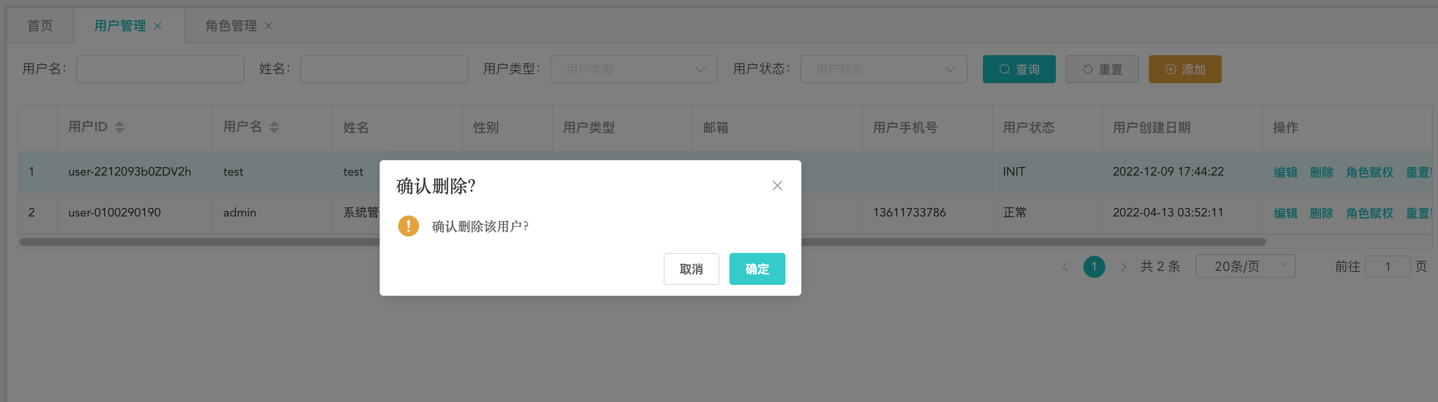 首页 用户管理 × 角色管理 ×
用户名： 姓名： 用户类型： 用户类型 用户状态： 用户状态 查询 重置 添加
用户ID 用户名 姓名 性别 用户类型 邮箱 用户手机号 用户状态 用户创建日期 操作
1 user-2212093b0ZDV2h test test INIT 2022-12-09 17:44:22 编辑 删除 角色赋权 重置
2 user-0100290190 admin 系统管 13611733786 正常 2022-04-13 03:52:11 编辑 删除 角色赋权 重置
确认删除?
确认删除该用户?
取消 确定
1 共 2 条 20条/页 前往 1 页